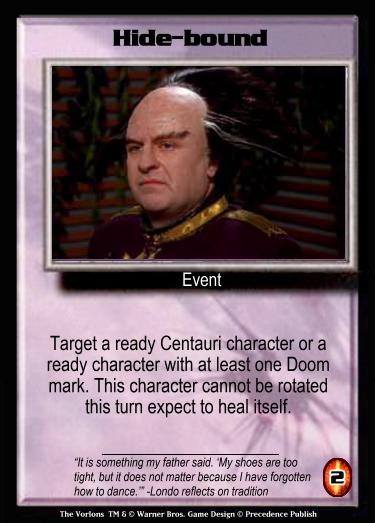 Hide-bound
Event
Target a ready Centauri character or a
ready character with at least one Doom
mark. This character cannot be rotated
this turn expect to heal itself.
"It is something my father said. 'My shoes are too
tight, but it does not matter because I have forgotten
how to dance.'" -Londo reflects on tradition
2
The Vorlons TM & © Warner Bros. Game Design © Precedence Publish